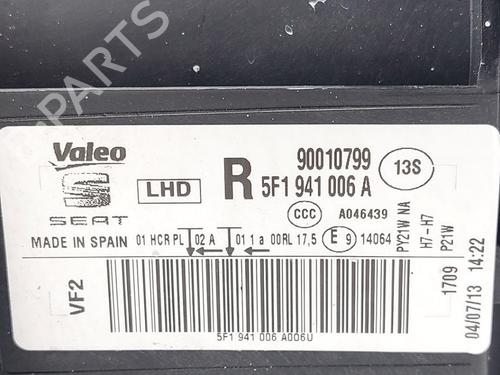 Valeo
SEAT
LHD
R
90010799
5F1 941 006 A
13S
CCC
A046439
MADE IN SPAIN
01 HCR PL 02 A 01 1a 00RL 17,5 E 9 14064
PY21W NA
H7-H7
P21W
VF2
5F1 941 006 A006U
1709
04/07/13 14:22
B-Parts